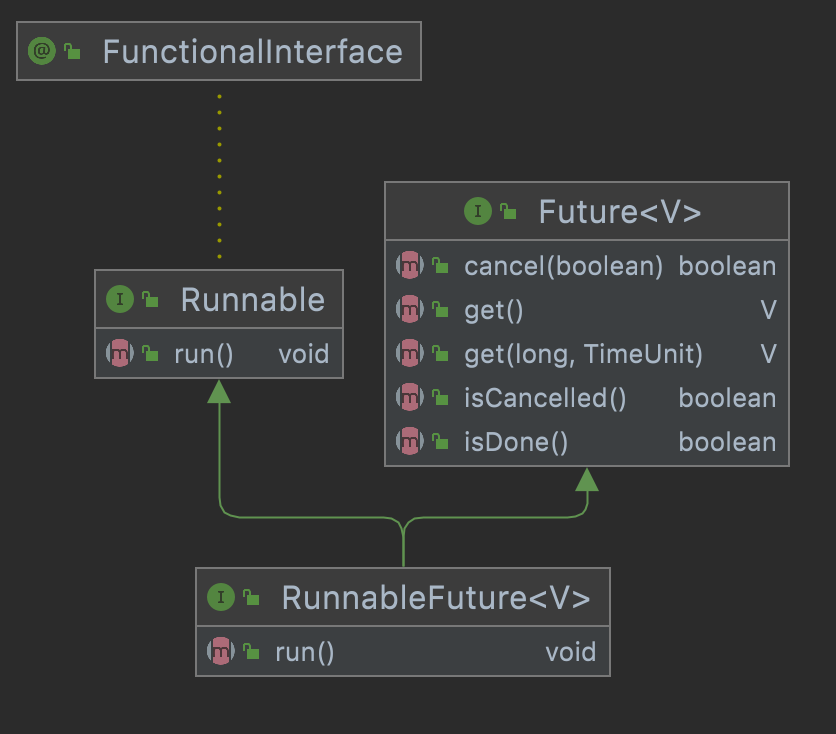 @ FunctionalInterface
I Runnable
m run() void
I Future<V>
m cancel(boolean) boolean
m get() V
m get(long, TimeUnit) V
m isCancelled() boolean
m isDone() boolean
I RunnableFuture<V>
m run() void